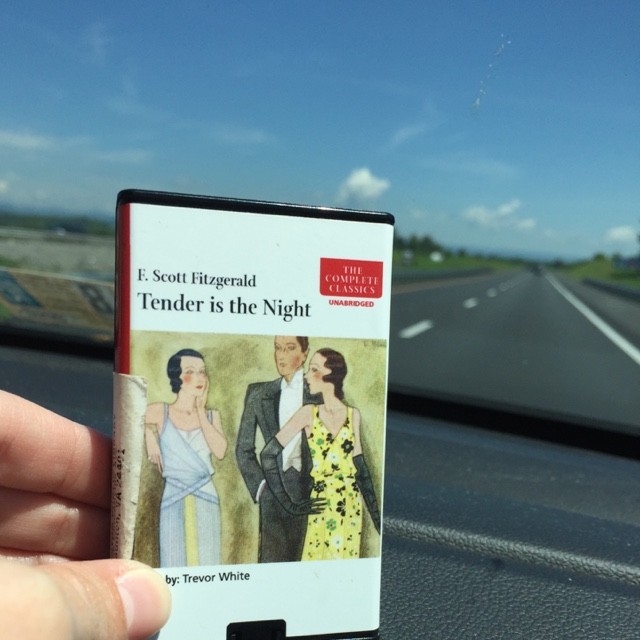 F. Scott Fitzgerald
Tender is the Night
THE
COMPLETE
CLASSICS
UNABRIDGED
by: Trevor White